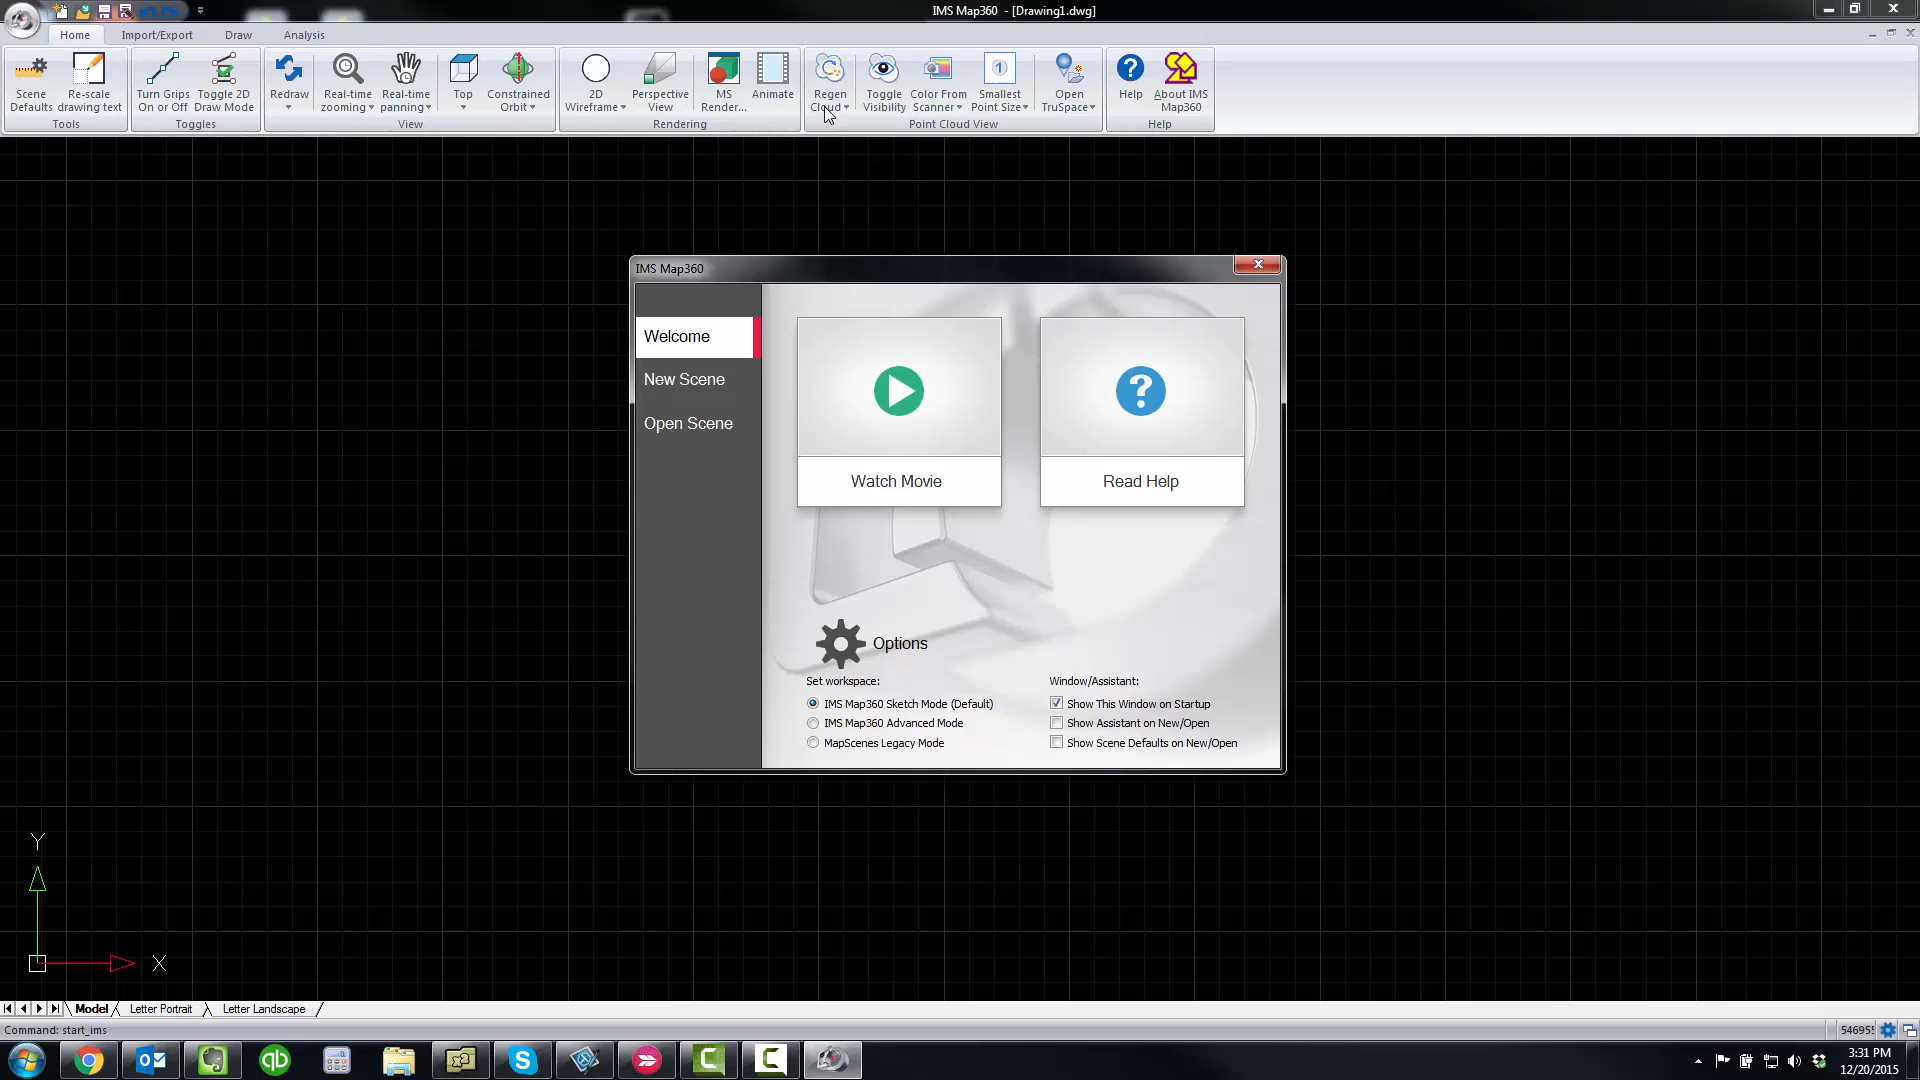 IMS Map360 - [Drawing1.dwg]
Home Import/Export Draw Analysis
Scene Defaults
Re-scale drawing text
Tools
Turn Grips On or Off
Toggle 2D Draw Mode
Toggles
Redraw
Real-time zooming
Real-time panning
Top
Constrained Orbit
View
2D Wireframe
Perspective View
MS Render...
Animate
Rendering
Regen Cloud
Toggle Visibility
Color From Scanner
1
Smallest Point Size
Open TruSpace
Point Cloud View
Help
About IMS Map360
Help
IMS Map360
Welcome
New Scene
Open Scene
Watch Movie
Read Help
Options
Set workspace:
IMS Map360 Sketch Mode (Default)
IMS Map360 Advanced Mode
MapScenes Legacy Mode
Window/Assistant:
Show This Window on Startup
Show Assistant on New/Open
Show Scene Defaults on New/Open
Y
X
Model Letter Portrait Letter Landscape
Command: start_ims
3:31 PM
12/20/2015